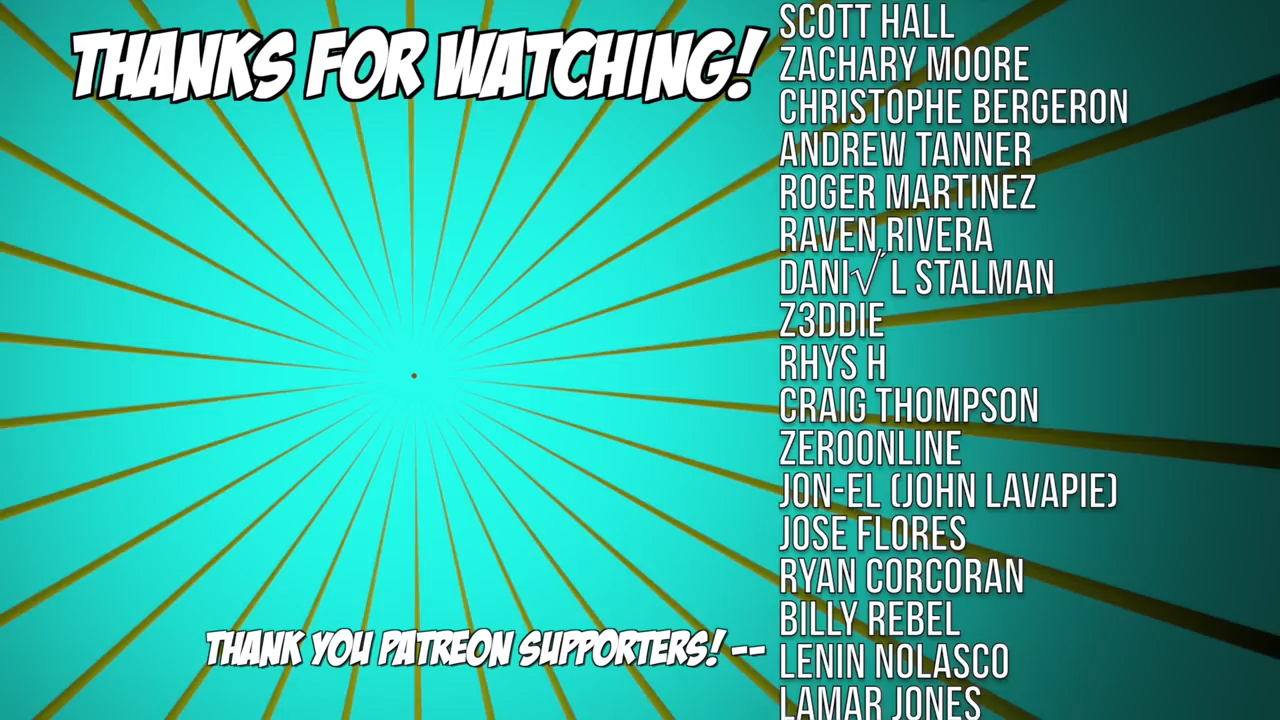 THANKS FOR WATCHING!
SCOTT HALL
ZACHARY MOORE
CHRISTOPHE BERGERON
ANDREW TANNER
ROGER MARTINEZ
RAVEN RIVERA
DANI√´L STALMAN
Z3DDIE
RHYS H
CRAIG THOMPSON
ZEROONLINE
JON-EL (JOHN LAVAPIE)
JOSE FLORES
RYAN CORCORAN
BILLY REBEL
THANK YOU PATREON SUPPORTERS! --
LENIN NOLASCO
LAMAR JONES